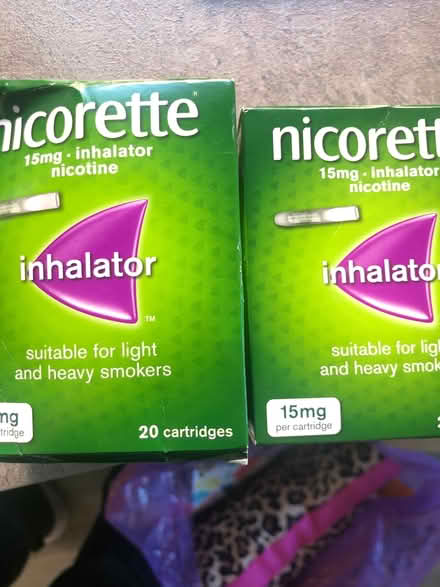 nicorette
15mg · inhalator
nicotine
inhalator
TM
suitable for light
and heavy smokers
20 cartridges
nicorett
15mg · inhalator
nicotine
inhalator
suitable for ligh
and heavy smok
15mg
per cartridge